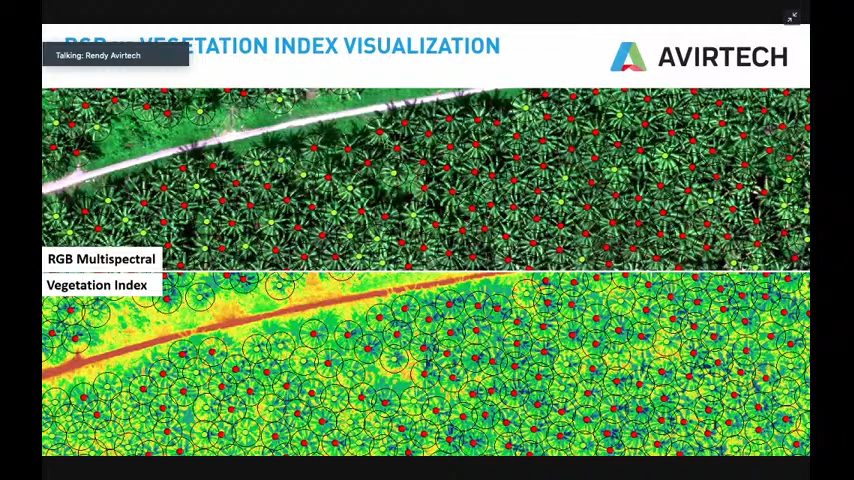 VEGETATION INDEX VISUALIZATION
Talking: Rendy Avirtech
AVIRTECH
RGB Multispectral
Vegetation Index